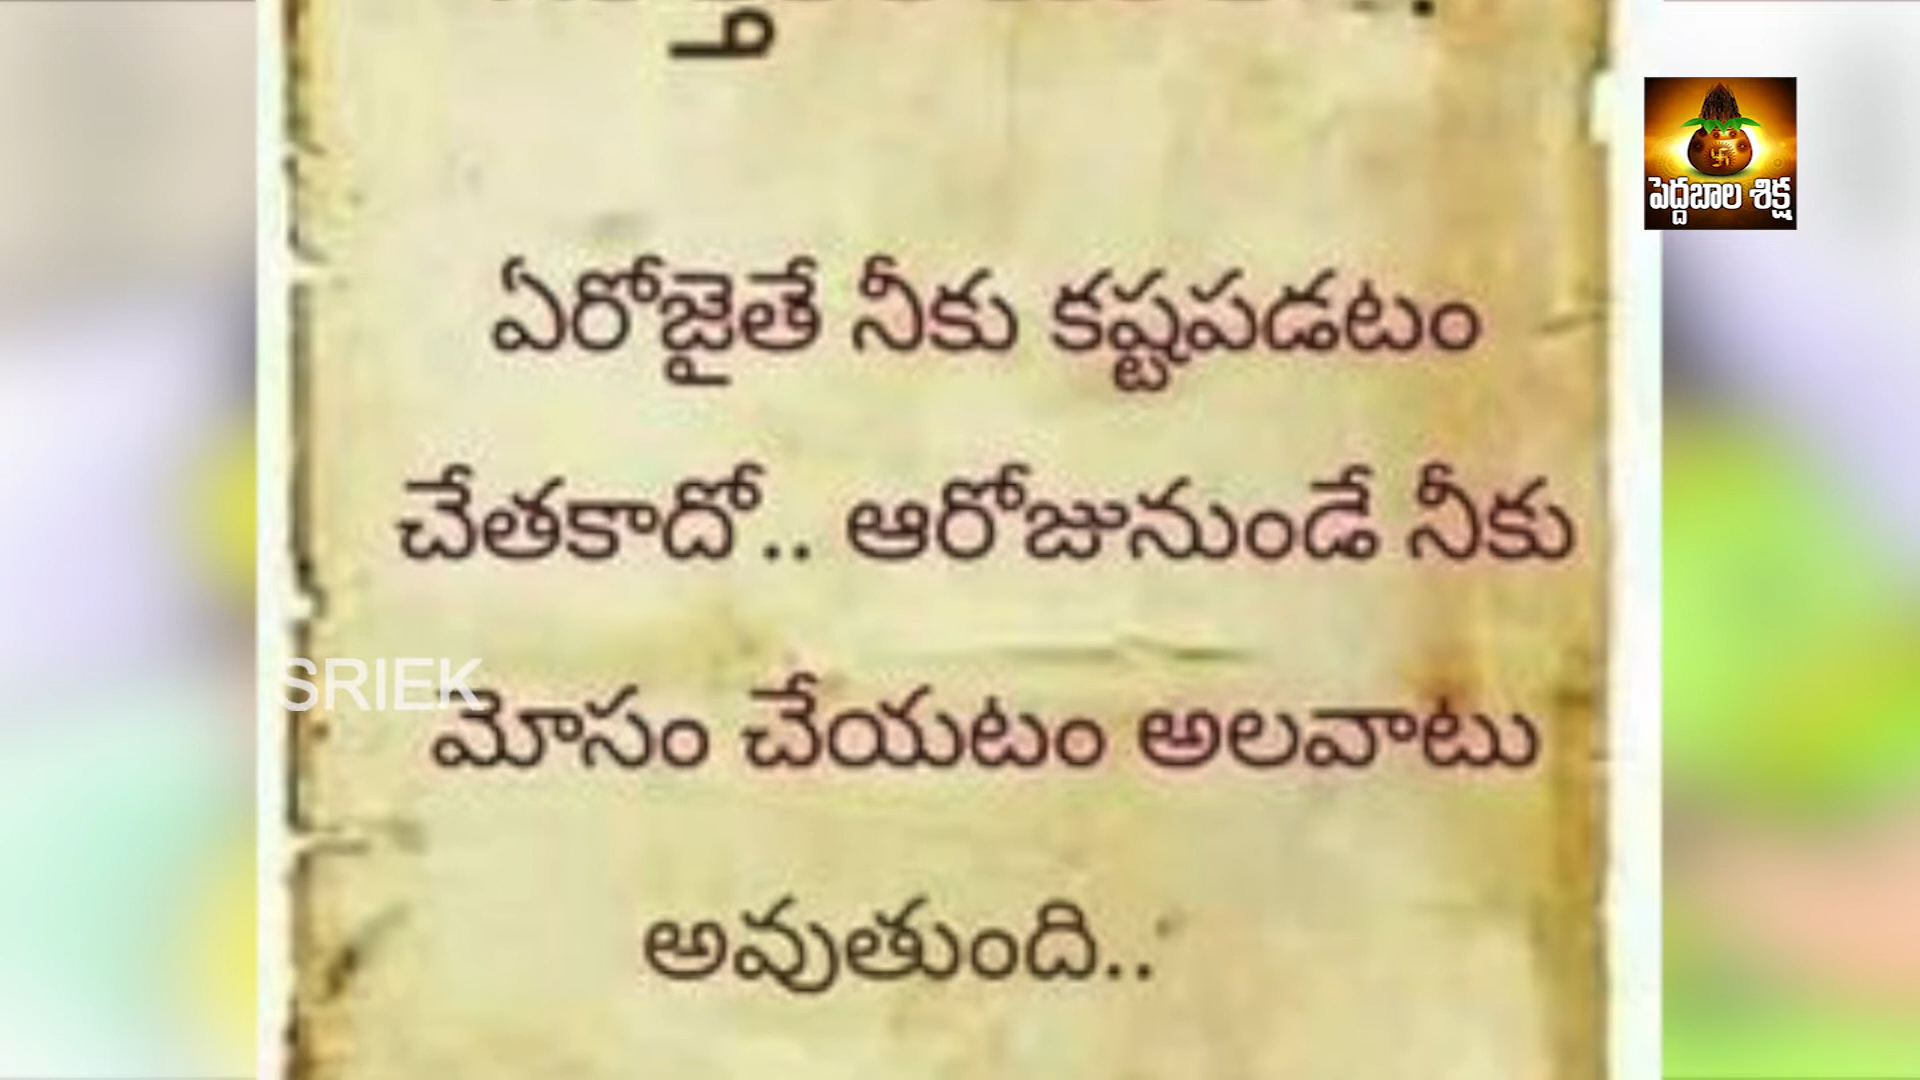 పెద్దబాల శిక్ష
ఏరోజైతే నీకు కష్టపడటం
చేతకాదో.. ఆరోజునుండే నీకు
SRIEK
మోసం చేయటం అలవాటు
అవుతుంది..